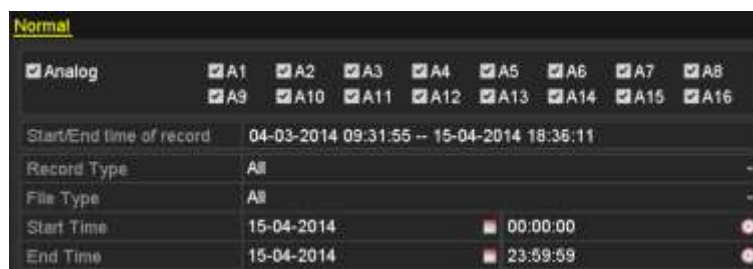 Normal
Analog A1 A2 A3 A4 A5 A6 A7 A8
A9 A10 A11 A12 A13 A14 A15 A16
Start/End time of record 04-03-2014 09:31:55 -- 15-04-2014 18:36:11
Record Type All
File Type All
Start Time 15-04-2014 00:00:00
End Time 15-04-2014 23:59:59